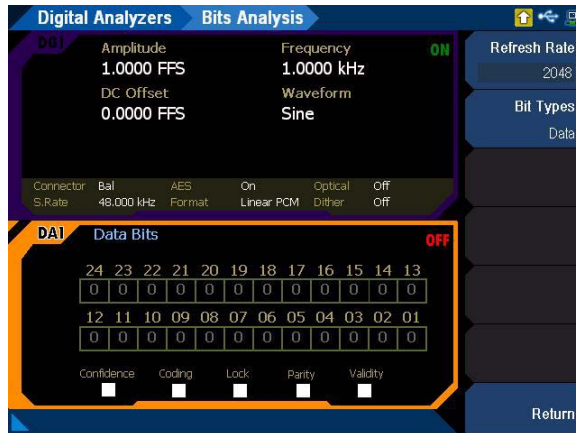 Digital Analyzers Bits Analysis
DG1 Amplitude Frequency ON
1.0000 FFS 1.0000 kHz
DC Offset Waveform
0.0000 FFS Sine
Connector Bal AES On Optical Off
S.Rate 48.000 kHz Format Linear PCM Dither Off
DA1 Data Bits OFF
24 23 22 21 20 19 18 17 16 15 14 13
0 0 0 0 0 0 0 0 0 0 0 0
12 11 10 09 08 07 06 05 04 03 02 01
0 0 0 0 0 0 0 0 0 0 0 0
Confidence Coding Lock Parity Validity
Refresh Rate
2048
Bit Types
Data
Return